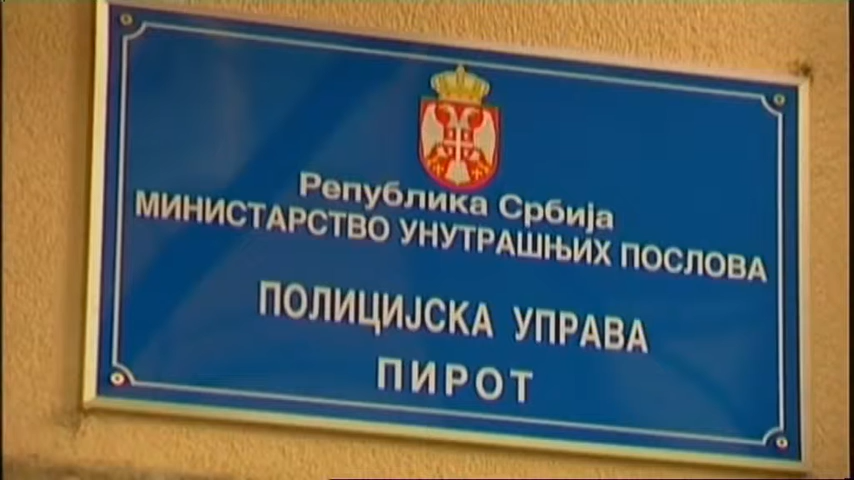 Република Србија
МИНИСТАРСТВО УНУТРАШЊИХ ПОСЛОВА
ПОЛИЦИЈСКА УПРАВА
ПИРОТ